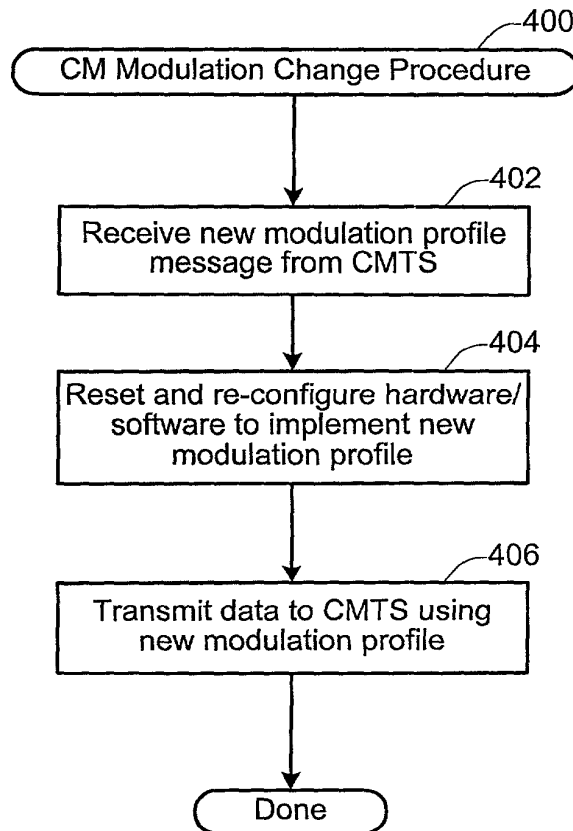 400
CM Modulation Change Procedure
402
Receive new modulation profile
message from CMTS
404
Reset and re-configure hardware/
software to implement new
modulation profile
406
Transmit data to CMTS using
new modulation profile
Done